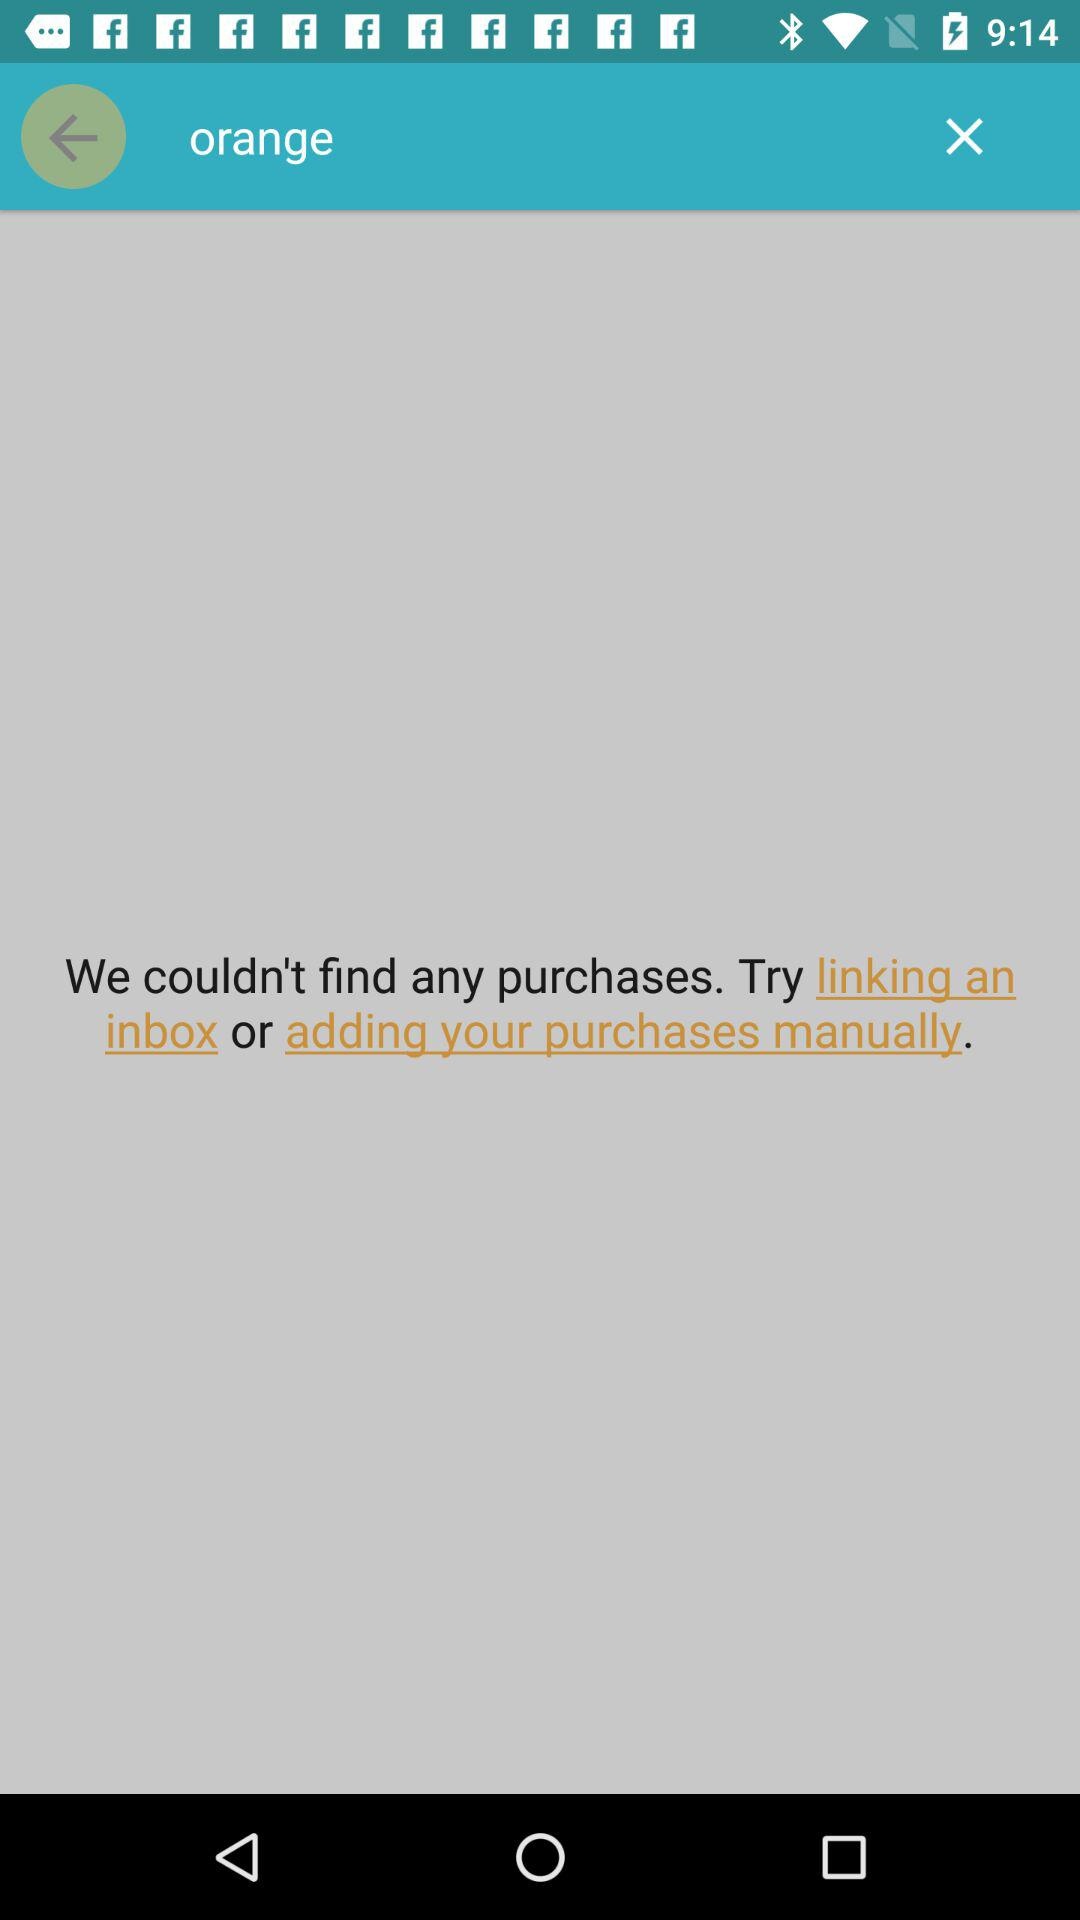 9:14
orange
We couldn't find any purchases. Try linking an
inbox or adding your purchases manually.